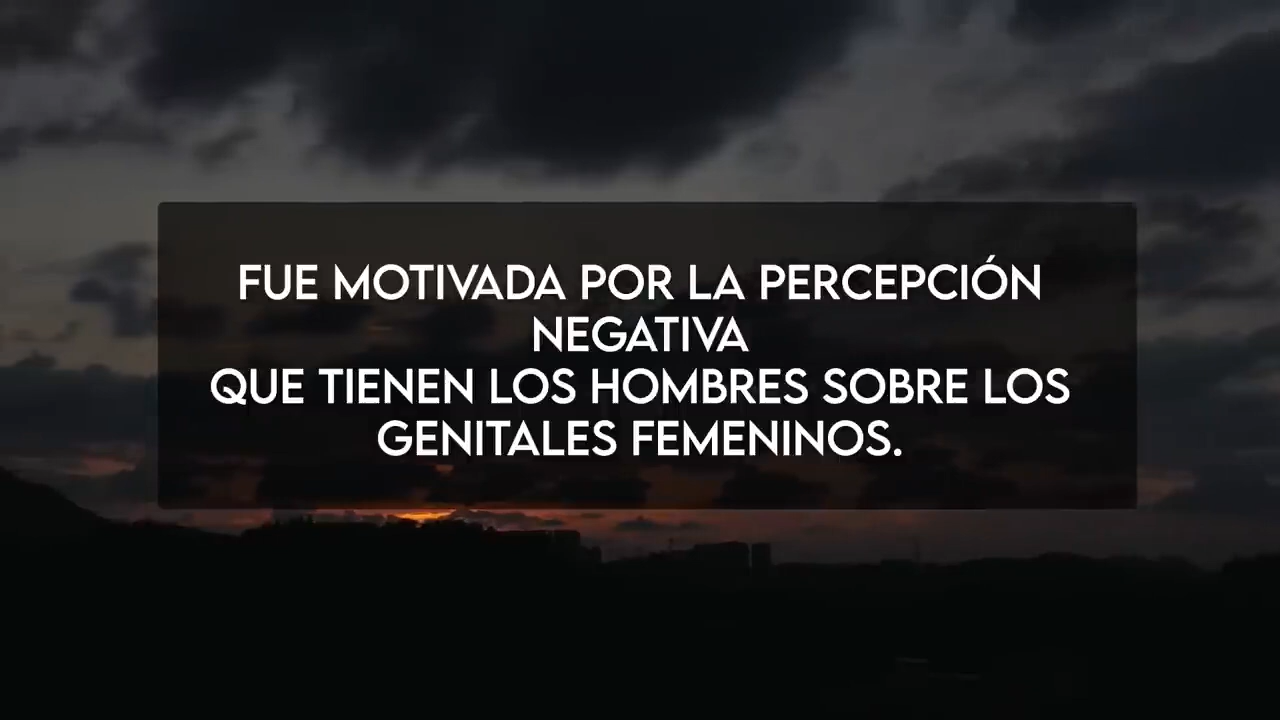 FUE MOTIVADA POR LA PERCEPCIÓN
NEGATIVA
QUE TIENEN LOS HOMBRES SOBRE LOS
GENITALES FEMENINOS.